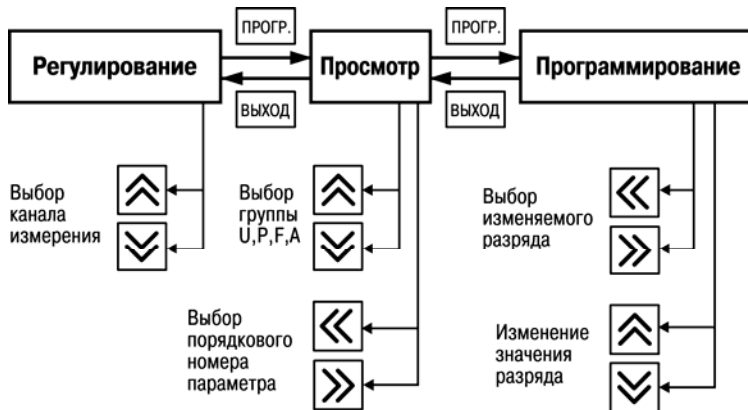 ПРОГР.
ПРОГР.
Регулирование
Просмотр
Программирование
ВЫХОД
ВЫХОД
Выбор
канала
измерения
Выбор
группы
U,P,F,A
Выбор
изменяемого
разряда
Выбор
порядкового
номера
параметра
Изменение
значения
разряда